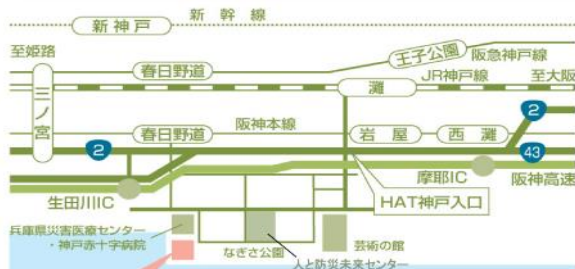 新幹線
新神戸
至姫路
王子公園
阪急神戸線
春日野道
JR神戸線
至大阪
灘
三ノ宮
2
春日野道
阪神本線
岩屋
西灘
2
43
生田川IC
摩耶IC
阪神高速
HAT神戸入口
兵庫県災害医療センター
・神戸赤十字病院
なぎさ公園
人と防災未来センター
芸術の館